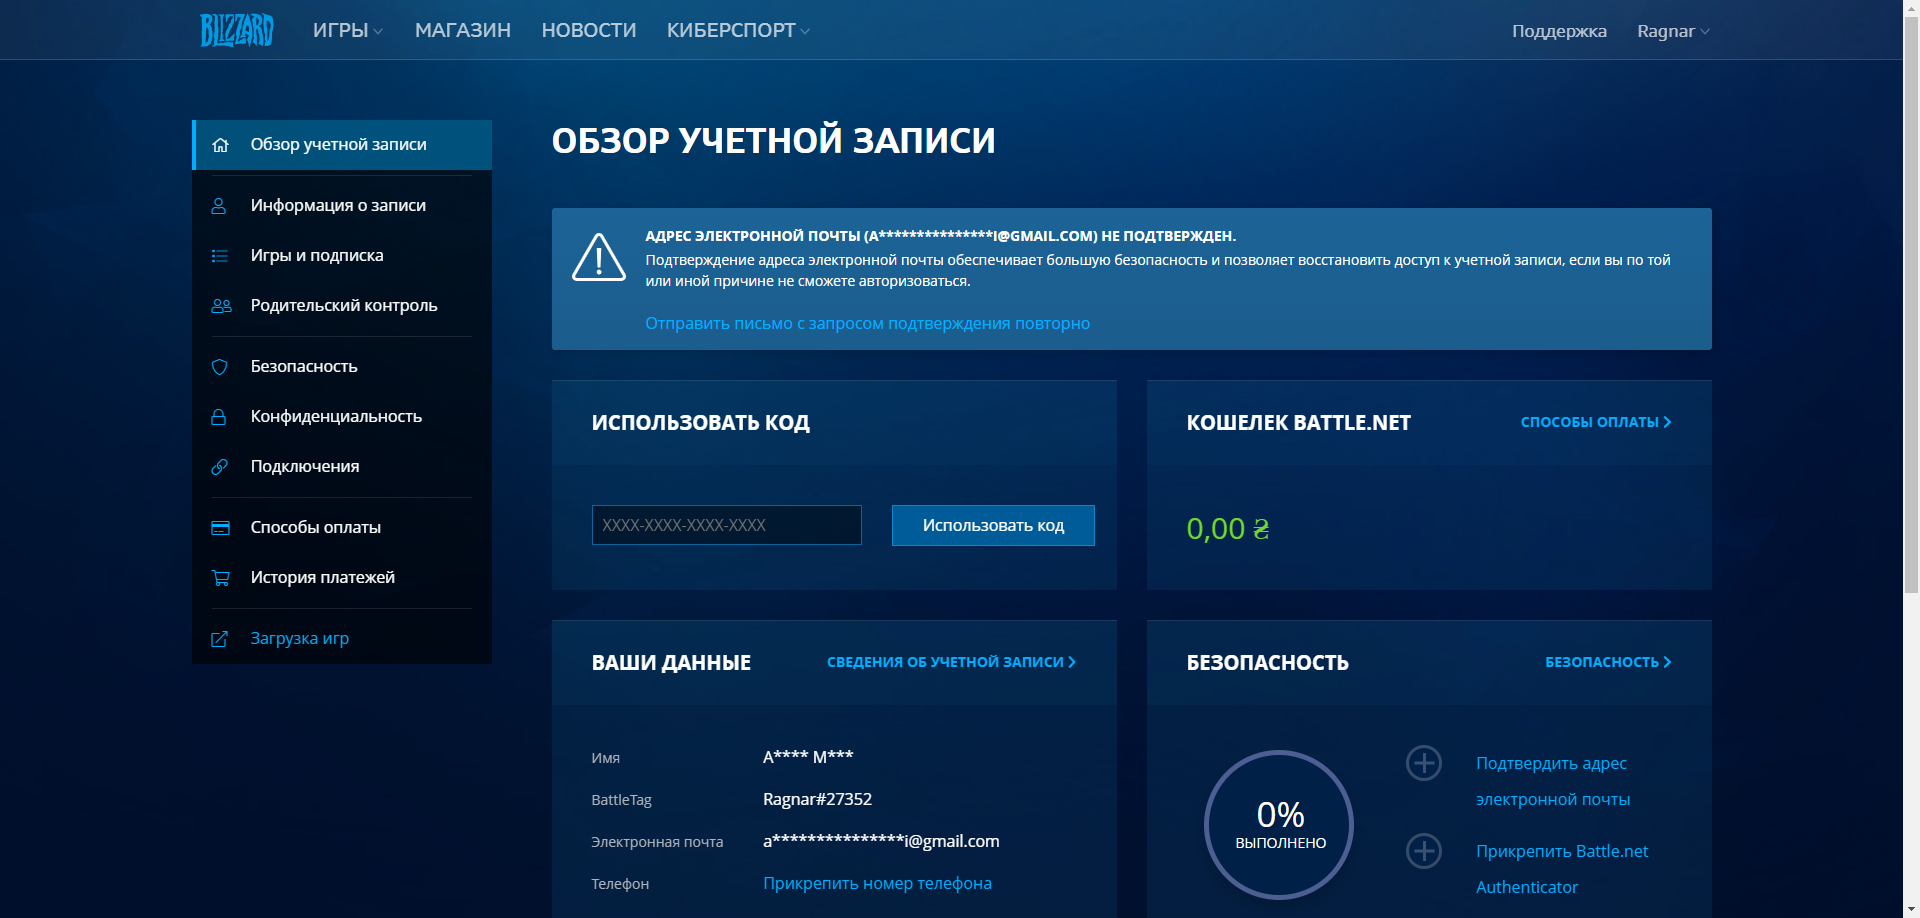 BLIZZARD
ИГРЫ
МАГАЗИН
НОВОСТИ
КИБЕРСПОРТ
Поддержка
Ragnar
Обзор учетной записи
Информация о записи
Игры и подписка
Родительский контроль
Безопасность
Конфиденциальность
Подключения
Способы оплаты
История платежей
Загрузка игр
ОБЗОР УЧЕТНОЙ ЗАПИСИ
АДРЕС ЭЛЕКТРОННОЙ ПОЧТЫ (A***************I@GMAIL.COM) НЕ ПОДТВЕРЖДЕН.
Подтверждение адреса электронной почты обеспечивает большую безопасность и позволяет восстановить доступ к учетной записи, если вы по той
или иной причине не сможете авторизоваться.
Отправить письмо с запросом подтверждения повторно
ИСПОЛЬЗОВАТЬ КОД
XXXX-XXXX-XXXX-XXXX
Использовать код
КОШЕЛЕК BATTLE.NET
СПОСОБЫ ОПЛАТЫ
0,00 ₴
ВАШИ ДАННЫЕ
СВЕДЕНИЯ ОБ УЧЕТНОЙ ЗАПИСИ
Имя
A**** M***
BattleTag
Ragnar#27352
Электронная почта
a***************i@gmail.com
Телефон
Прикрепить номер телефона
БЕЗОПАСНОСТЬ
БЕЗОПАСНОСТЬ
0%
ВЫПОЛНЕНО
Подтвердить адрес
электронной почты
Прикрепить Battle.net
Authenticator